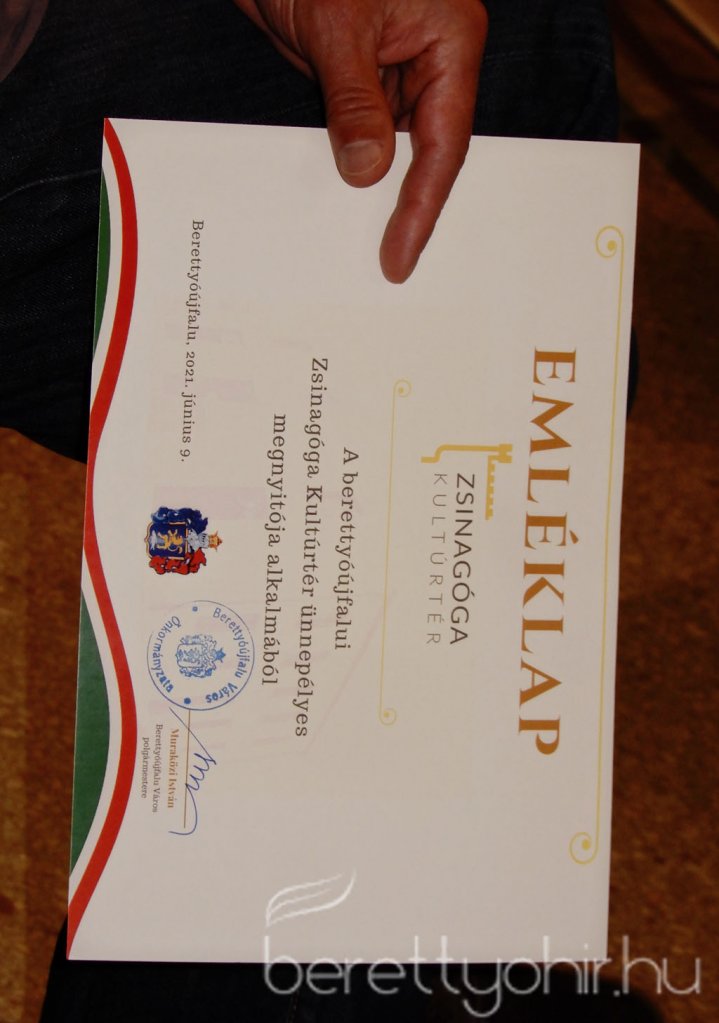 EMLÉKLAP
ZSINAGÓGA
KULTÚRTÉR
A berettyóújfalui
Zsinagóga Kultúrtér ünnepélyes
megnyitója alkalmából
Berettyóújfalu, 2021. június 9.
Berettyóújfalu Város
Önkormányzata
Muraközi István
Berettyóújfalu Város
polgármestere
berettyohir.hu